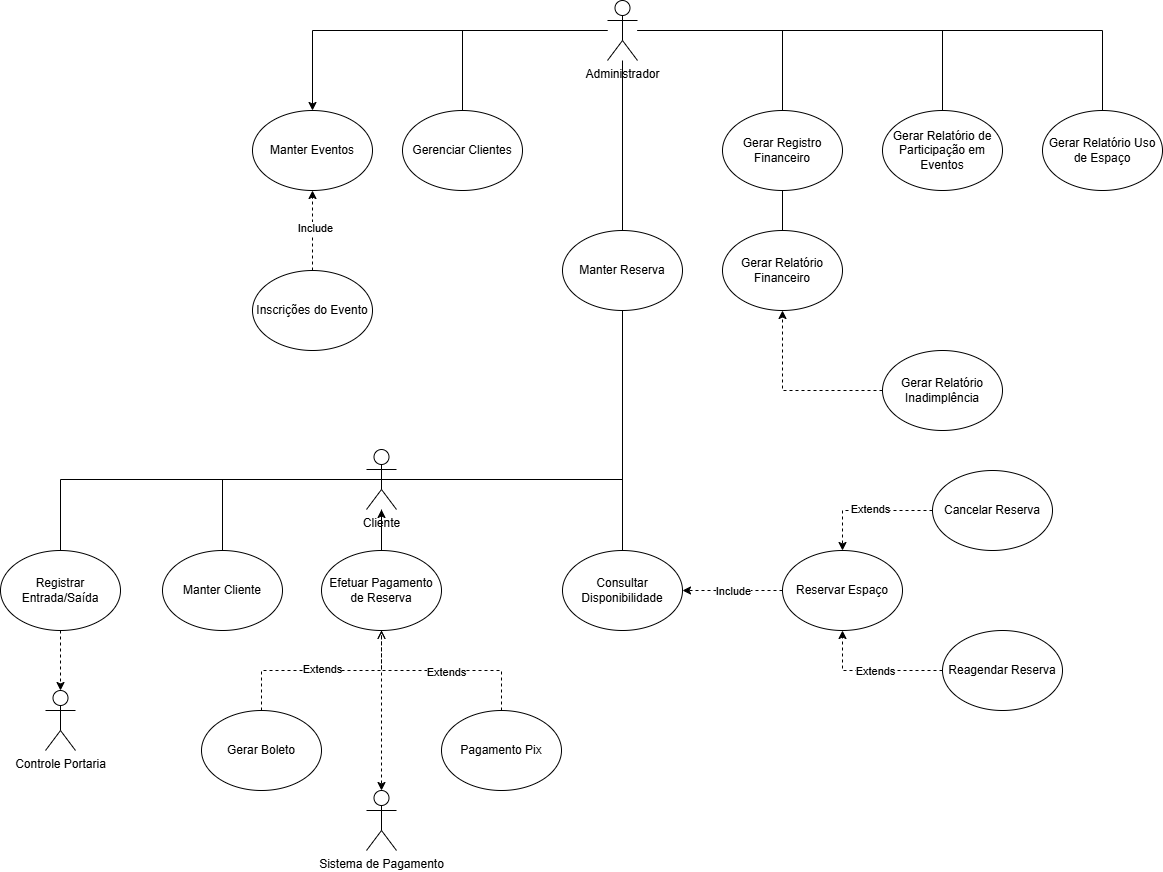 Administrador
Manter Eventos
Gerenciar Clientes
Gerar Registro
Financeiro
Gerar Relatório de
Participação em
Eventos
Gerar Relatório Uso
de Espaço
Include
Manter Reserva
Gerar Relatório
Financeiro
Inscrições do Evento
Gerar Relatório
Inadimplência
Cliente
Extends
Cancelar Reserva
Registrar
Entrada/Saída
Manter Cliente
Efetuar Pagamento
de Reserva
Consultar
Disponibilidade
Include
Reservar Espaço
Extends
Extends
Extends
Reagendar Reserva
Gerar Boleto
Pagamento Pix
Controle Portaria
Sistema de Pagamento